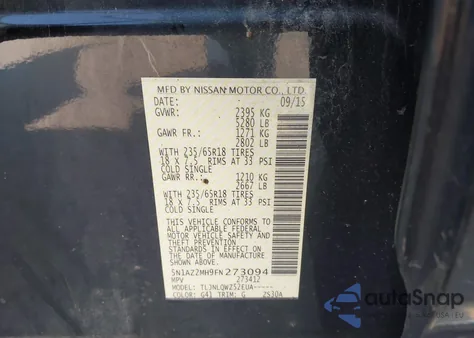 MFD BY NISSAN MOTOR CO., LTD.
DATE: 09/15
GVWR: 2395 KG
5280 LB
GAWR FR: 1271 KG
2802 LB
WITH 235/65R18 TIRES
18 X 7.5 RIMS AT 33 PSI
COLD SINGLE
GAWR RR: 1210 KG
2667 LB
WITH 235/65R18 TIRES
18 X 7.5 RIMS AT 33 PSI
COLD SINGLE
THIS VEHICLE CONFORMS TO
ALL APPLICABLE FEDERAL
MOTOR VEHICLE SAFETY AND
THEFT PREVENTION
STANDARDS IN EFFECT ON
THE DATE OF MANUFACTURE
SHOWN ABOVE.
5N1AZ2MH9FN273094
MPV 273412
MODEL: TLJNLQWZ52EUA-----
COLOR: G41 TRIM: G ZS30A
autoSnap